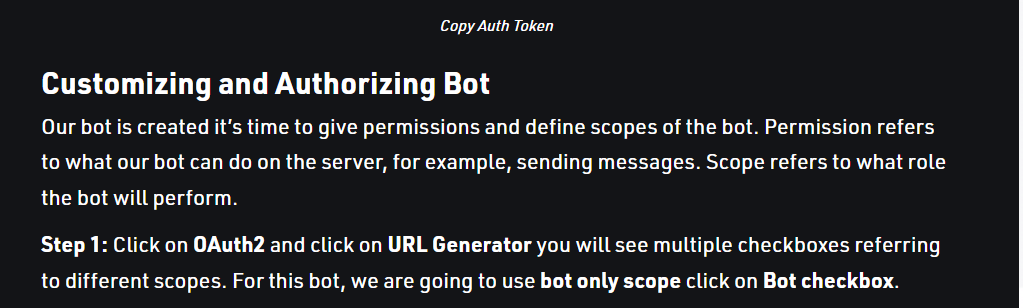 Copy Auth Token
Customizing and Authorizing Bot
Our bot is created it's time to give permissions and define scopes of the bot. Permission refers
to what our bot can do on the server, for example, sending messages. Scope refers to what role
the bot will perform.
Step 1: Click on OAuth2 and click on URL Generator you will see multiple checkboxes referring
to different scopes. For this bot, we are going to use bot only scope click on Bot checkbox.